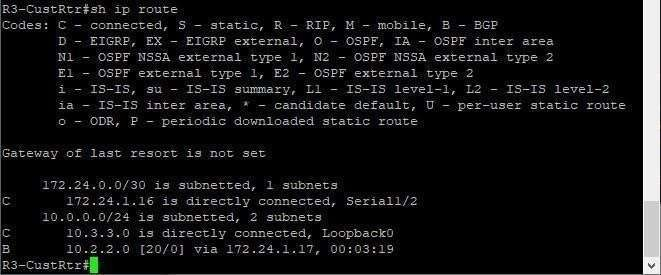 R3-CustRtr#sh ip route
Codes: C - connected, S - static, R - RIP, M - mobile, B - BGP
       D - EIGRP, EX - EIGRP external, O - OSPF, IA - OSPF inter area
       N1 - OSPF NSSA external type 1, N2 - OSPF NSSA external type 2
       E1 - OSPF external type 1, E2 - OSPF external type 2
       i - IS-IS, su - IS-IS summary, L1 - IS-IS level-1, L2 - IS-IS level-2
       ia - IS-IS inter area, * - candidate default, U - per-user static route
       o - ODR, P - periodic downloaded static route
Gateway of last resort is not set
     172.24.0.0/30 is subnetted, 1 subnets
C       172.24.1.16 is directly connected, Serial1/2
     10.0.0.0/24 is subnetted, 2 subnets
C       10.3.3.0 is directly connected, Loopback0
B       10.2.2.0 [20/0] via 172.24.1.17, 00:03:19
R3-CustRtr#